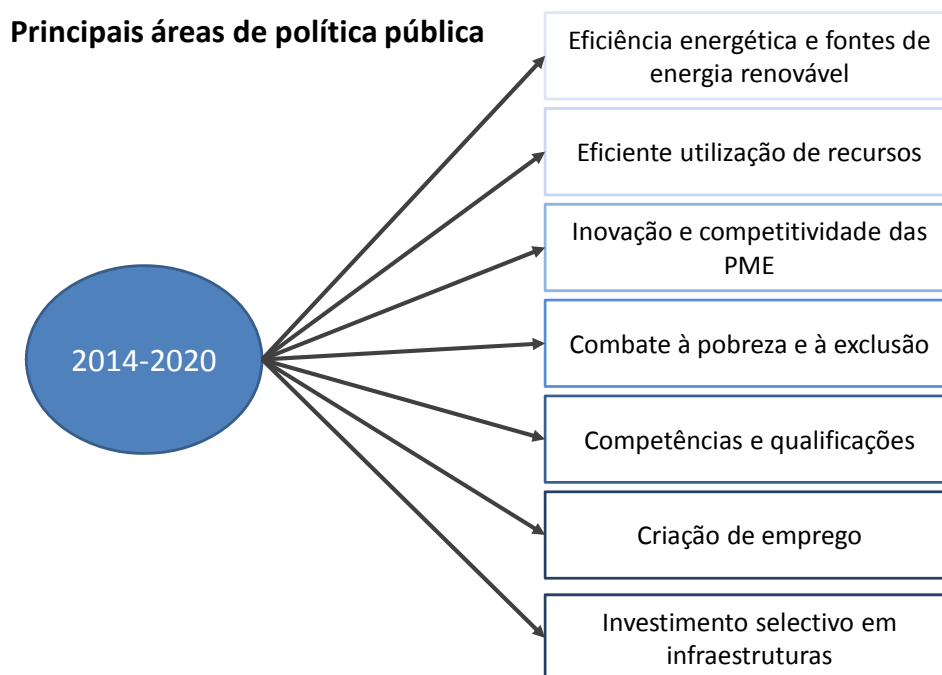 Principais áreas de política pública
Eficiência energética e fontes de
energia renovável
Eficiente utilização de recursos
Inovação e competitividade das
PME
2014-2020
Combate à pobreza e à exclusão
Competências e qualificações
Criação de emprego
Investimento selectivo em
infraestruturas